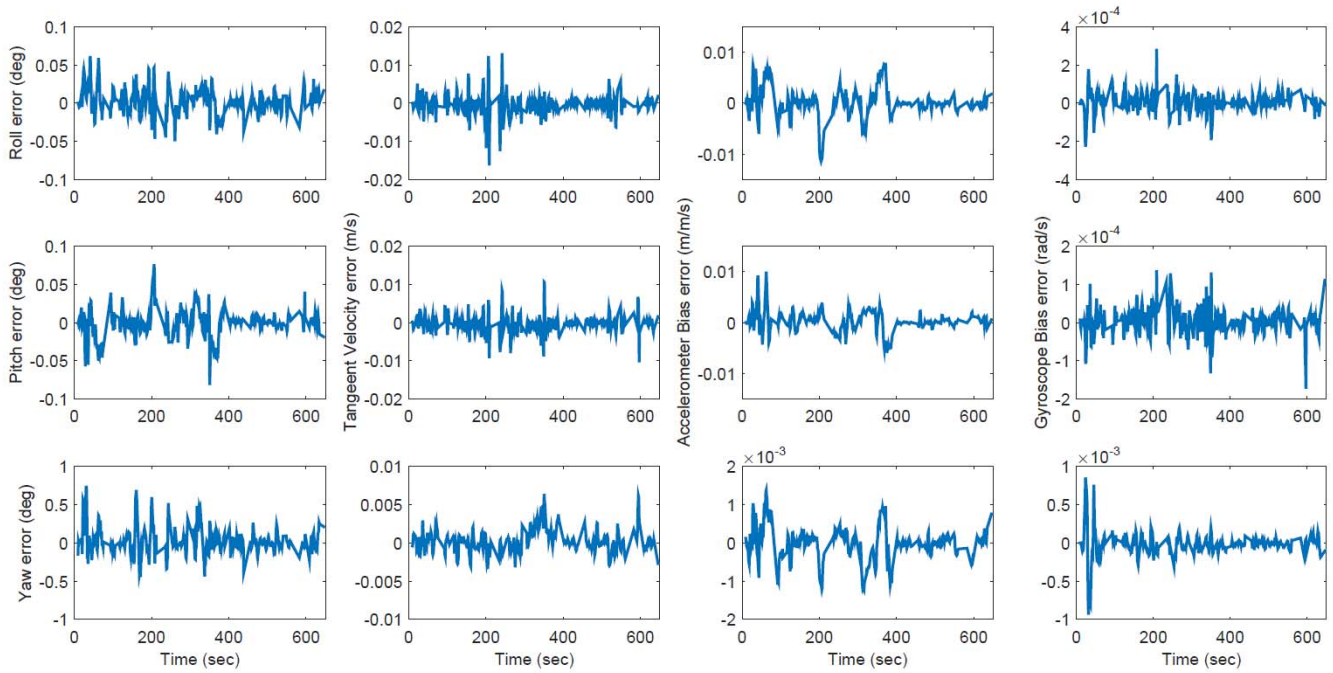 0.1
0.05
0
-0.05
-0.1
0 200 400 600
Roll error (deg)
0.02
0.01
0
-0.01
-0.02
0 200 400 600
0.01
0
-0.01
0 200 400 600
×10⁻⁴
4
2
0
-2
-4
0 200 400 600
0.1
0.05
0
-0.05
-0.1
0 200 400 600
Pitch error (deg)
0.02
0.01
0
-0.01
-0.02
0 200 400 600
Tangeent Velocity error (m/s)
0.01
0
-0.01
0 200 400 600
Accelerometer Bias error (m/m/s)
×10⁻⁴
2
1
0
-1
-2
0 200 400 600
Gyroscope Bias error (rad/s)
1
0.5
0
-0.5
-1
0 200 400 600
Yaw error (deg)
Time (sec)
0.01
0.005
0
-0.005
-0.01
0 200 400 600
Time (sec)
×10⁻³
2
1
0
-1
-2
0 200 400 600
Time (sec)
×10⁻³
1
0.5
0
-0.5
-1
0 200 400 600
Time (sec)